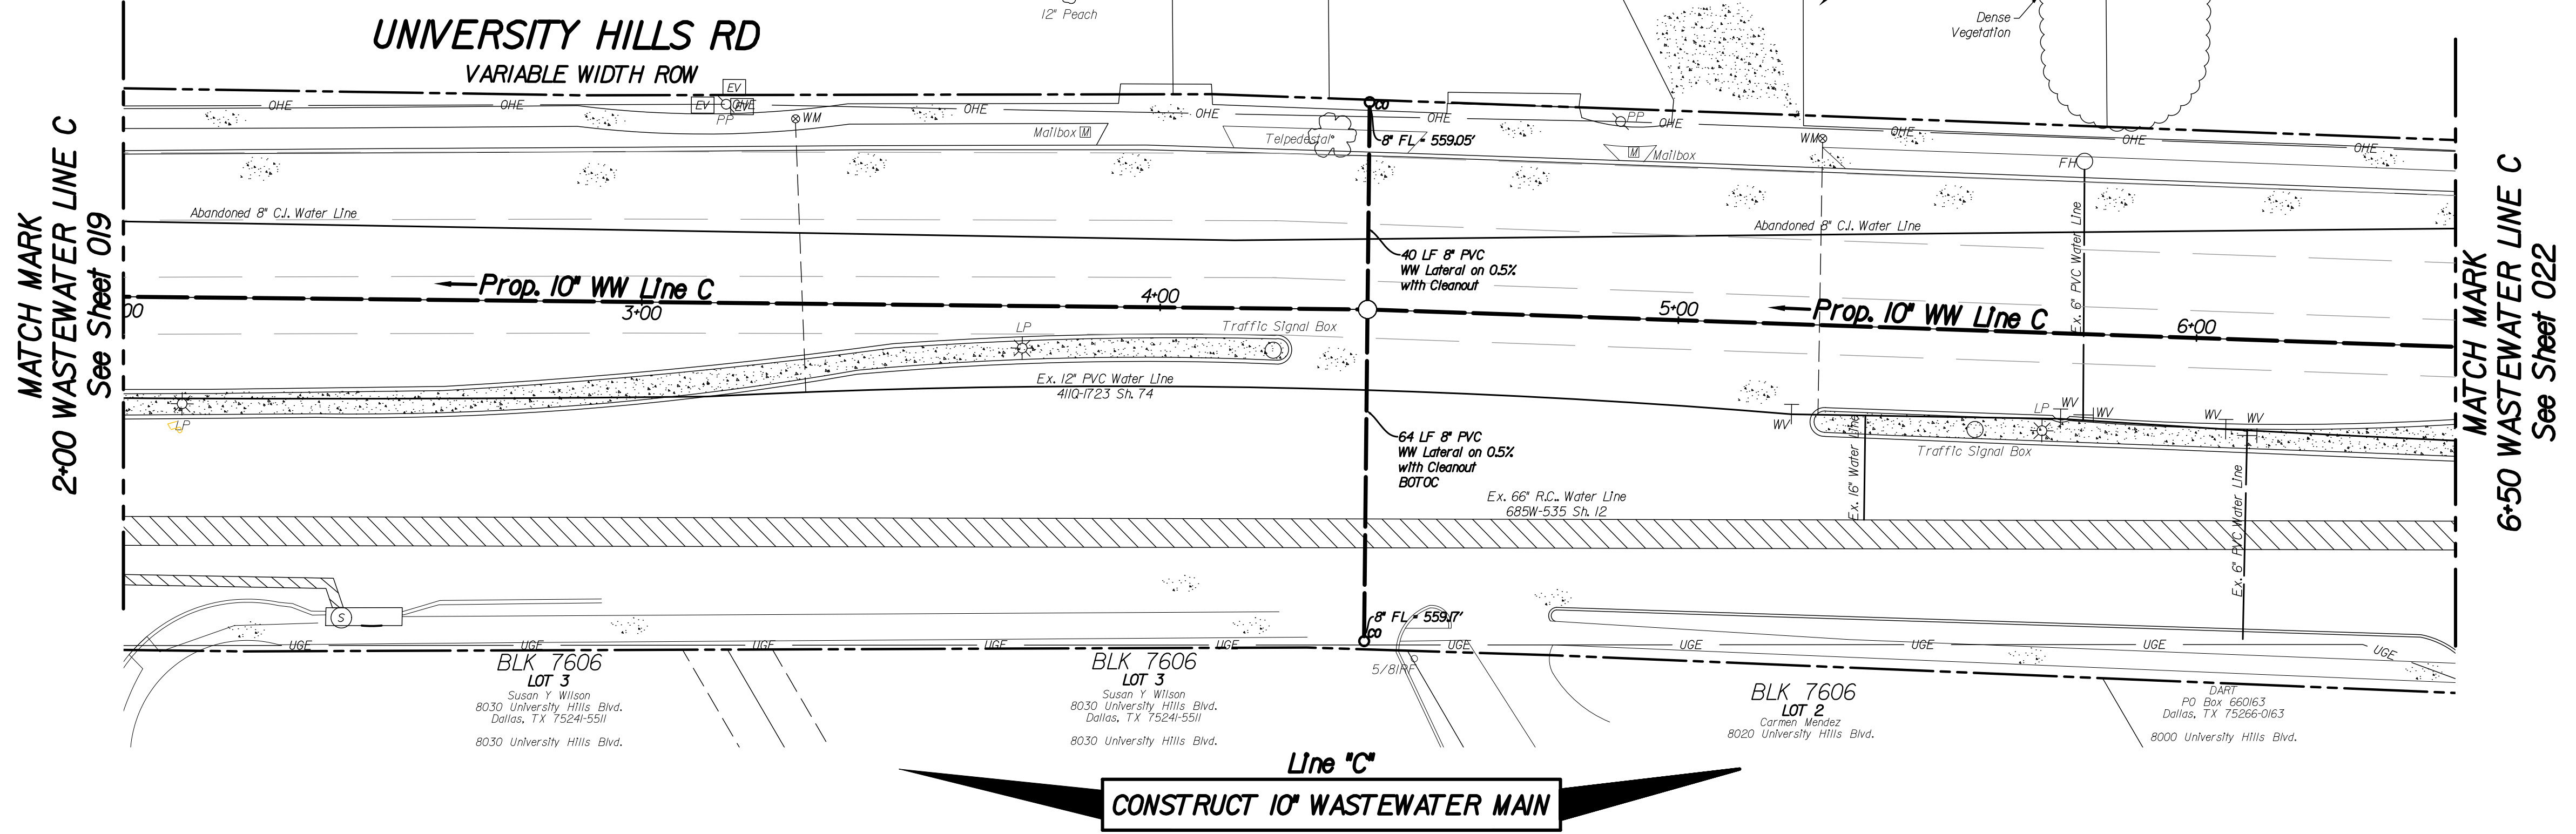 UNIVERSITY HILLS RD
VARIABLE WIDTH ROW
12" Peach
Dense
Vegetation
MATCH MARK
2+00 WASTEWATER LINE C
See Sheet 019
MATCH MARK
6+50 WASTEWATER LINE C
See Sheet 022
OHE
OHE
EV
EV
PP
WM
OHE
OHE
OHE
CO
OHE
PP
OHE
WM
OHE
OHE
OHE
Mailbox M
Telpedestal
8" FL = 559.05'
M Mailbox
FH
Abandoned 8" C.I. Water Line
Abandoned 8" C.I. Water Line
Ex. 6" PVC Water Line
40 LF 8" PVC
WW Lateral on 0.5%
with Cleanout
Prop. 10" WW Line C
Prop. 10" WW Line C
00
3+00
4+00
5+00
6+00
LP
Traffic Signal Box
Ex. 12" PVC Water Line
411Q-1723 Sh. 74
LP
WV
LP
WV
WV
WV
WV
Traffic Signal Box
64 LF 8" PVC
WW Lateral on 0.5%
with Cleanout
BOTOC
Ex. 16" Water Line
Ex. 66" R.C.. Water Line
685W-535 Sh. 12
Ex. 6" PVC Water Line
S
8" FL = 559.17'
CO
UGE
UGE
UGE
UGE
UGE
UGE
UGE
UGE
UGE
UGE
5/8IRF
BLK 7606
LOT 3
Susan Y Wilson
8030 University Hills Blvd.
Dallas, TX 75241-5511
8030 University Hills Blvd.
BLK 7606
LOT 3
Susan Y Wilson
8030 University Hills Blvd.
Dallas, TX 75241-5511
8030 University Hills Blvd.
BLK 7606
LOT 2
Carmen Mendez
8020 University Hills Blvd.
DART
PO Box 660163
Dallas, TX 75266-0163
8000 University Hills Blvd.
Line "C"
CONSTRUCT 10" WASTEWATER MAIN